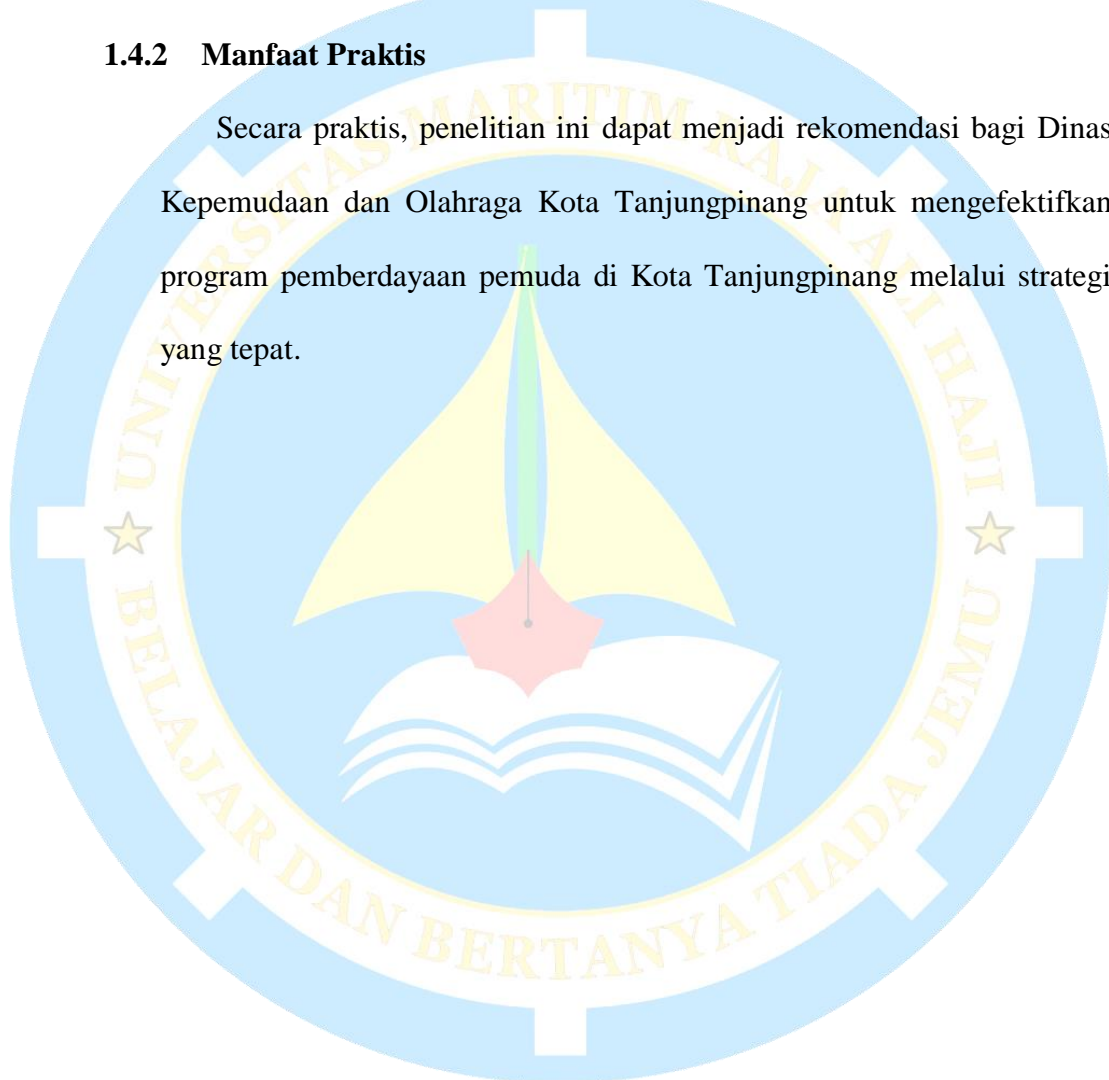 1.4.2 Manfaat Praktis
Secara praktis, penelitian ini dapat menjadi rekomendasi bagi Dinas
Kepemudaan dan Olahraga Kota Tanjungpinang untuk mengefektifkan
program pemberdayaan pemuda di Kota Tanjungpinang melalui strategi
yang tepat.
UNIVERSITAS MARITIM RAJA ALI HAJI
BELAJAR DAN BERTANYA TIADA JEMU